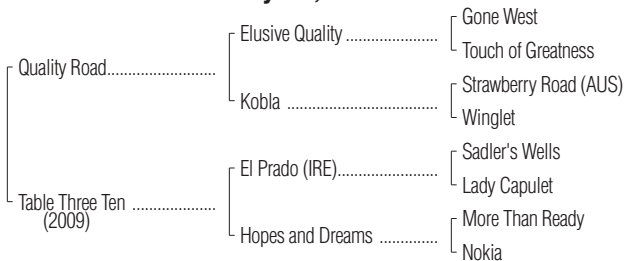 Gone West
Elusive Quality ....................
Touch of Greatness
Quality Road.........................
Strawberry Road (AUS)
Kobla ....................................
Winglet
Sadler's Wells
El Prado (IRE).......................
Lady Capulet
Table Three Ten ..................
(2009)
More Than Ready
Hopes and Dreams ..............
Nokia